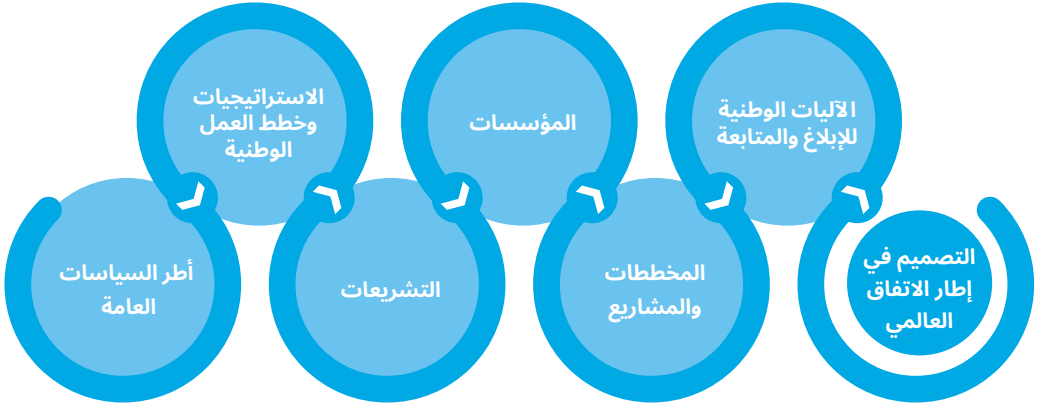 التصميم في
إطار الاتفاق
العالمي
الآليات الوطنية
للإبلاغ والمتابعة
المخططات
والمشاريع
المؤسسات
التشريعات
الاستراتيجيات
وخطط العمل
الوطنية
أطر السياسات
العامة